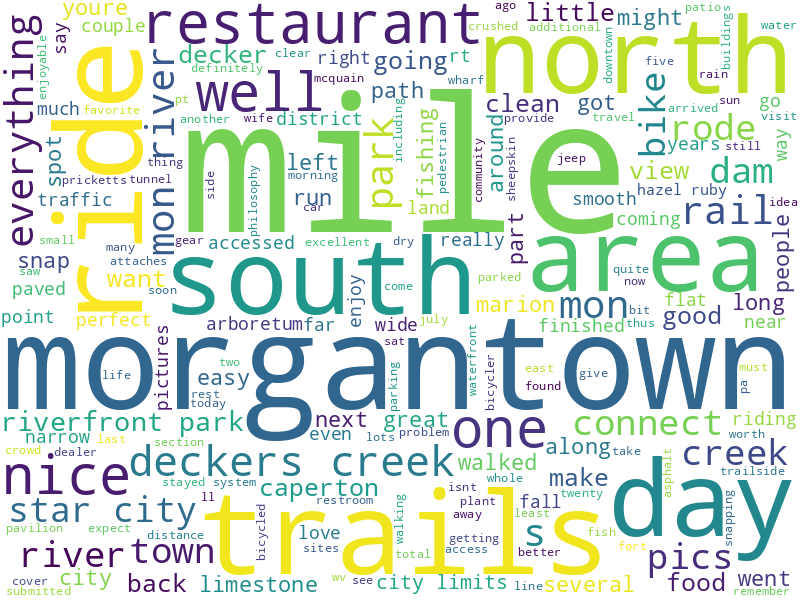 youre
couple
say
restaurant
ago
little
crushed
additional
might
patio
water
north
buildings
everything
enjoyable
ride
decker
right
going
rt
clear
definitely
mcquain
wharf
downtown
five
rain
much
favorite
mon river
well
path
clean
got
bike
rode
go
sun
arrived
travel
visit
way
pt
another
wife
district
including
park
fishing
pedestrian
around
provide
years
still
spot
thing
mile
left
community
sheepskin
jeep
view
dam
pricketts
tunnel
philosophy
morning
side
run
car
land
smooth
hazel ruby
idea
traffic
rail
people
small
many
gear
accessed
excellent
dry
really
part
coming
snap
saw
attaches
area
want
soon
south
come
parked
quite
now
paved
enjoy
marion
mon
bit
flat
long
point
perfect
arboretum
far
july
wide
finished
thus
good
near
pictures
sat
waterfront
morgantown
two
life
rest
today
easy
parking
bicycler
east
found
give
pa
must
riverfront park
next
great
one
connect
riding
narrow
last
even
lots
problem
walked
along
worth
crowd
dealer
section
deckers creek
isnt
whole
take
creek
nice
stayed
system
caperton
plant
make
twenty
asphalt
trailside
pavilion
expect
ll
restroom
away
fall
day
snapping
star city
bicycled
trails
love
walking
least
s
fish
distance
sites
total
getting
access
better
river
town
pics
fort
cover
city
back
limestone
wv
see
city limits
line
several
food
went
submitted
remember